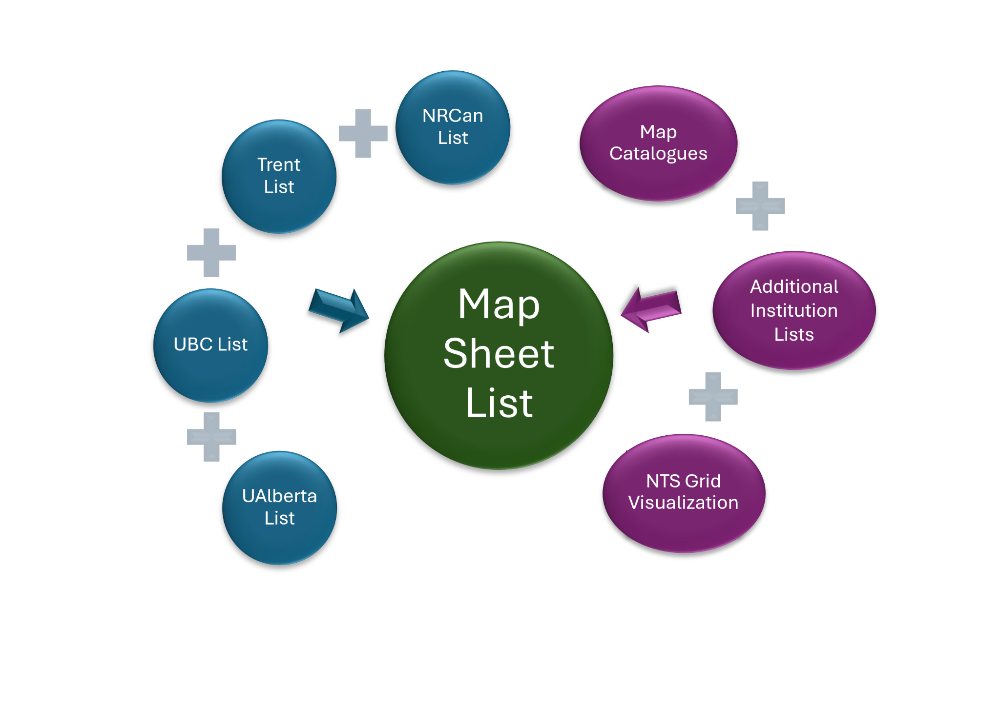 NRCan
List
Trent
List
UBC List
UAlberta
List
Map
Sheet
List
Map
Catalogues
Additional
Institution
Lists
NTS Grid
Visualization